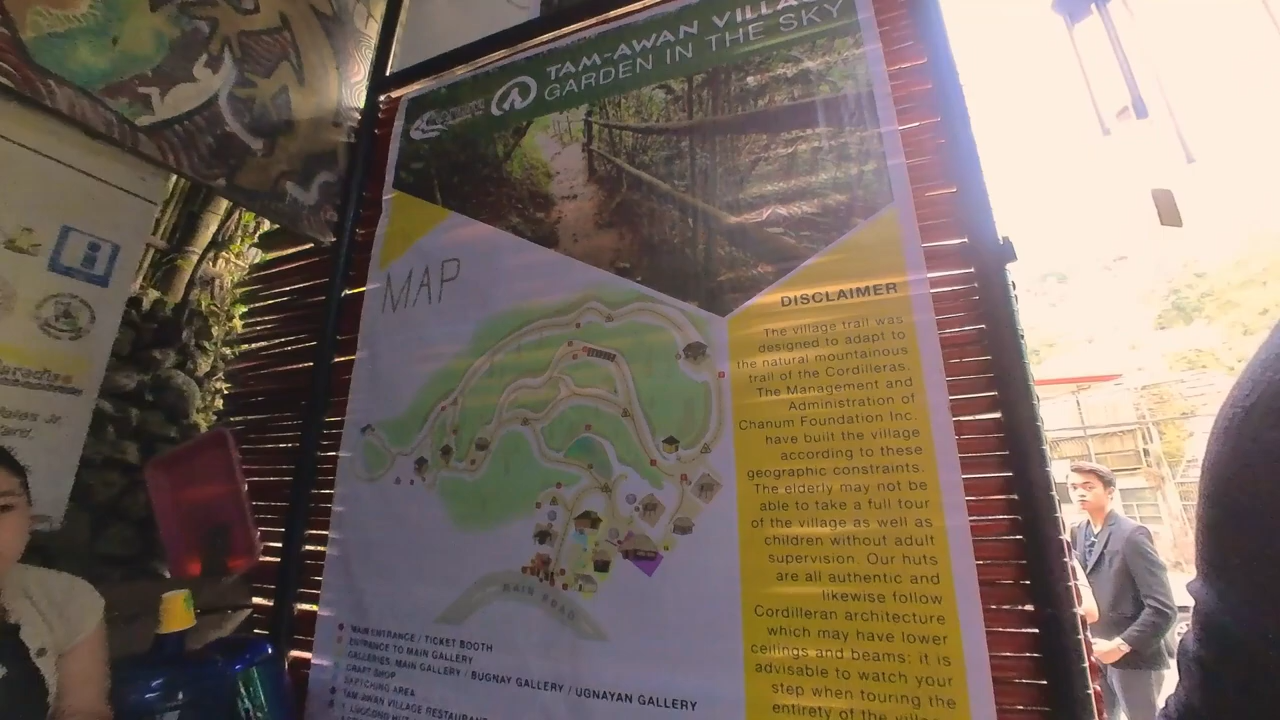 TAM-AWAN VILLAG
GARDEN IN THE SKY
MAP
DISCLAIMER
The village trail was
designed to adapt to
the natural mountainous
trail of the Cordilleras.
The Management and
Administration of
Chanum Foundation Inc.
have built the village
according to these
geographic constraints.
The elderly may not be
able to take a full tour
of the village as well as
children without adult
supervision. Our huts
are all authentic and
likewise follow
Cordilleran architecture
which may have lower
ceilings and beams; it is
advisable to watch your
step when touring the
entirety of the village
MAIN ROAD
MAIN ENTRANCE / TICKET BOOTH
ENTRANCE TO MAIN GALLERY
GALLERIES: MAIN GALLERY / BUGNAY GALLERY / UGNAYAN GALLERY
CRAFT SHOP
AREA
TAM-AWAN VILLAGE RESTAURANT